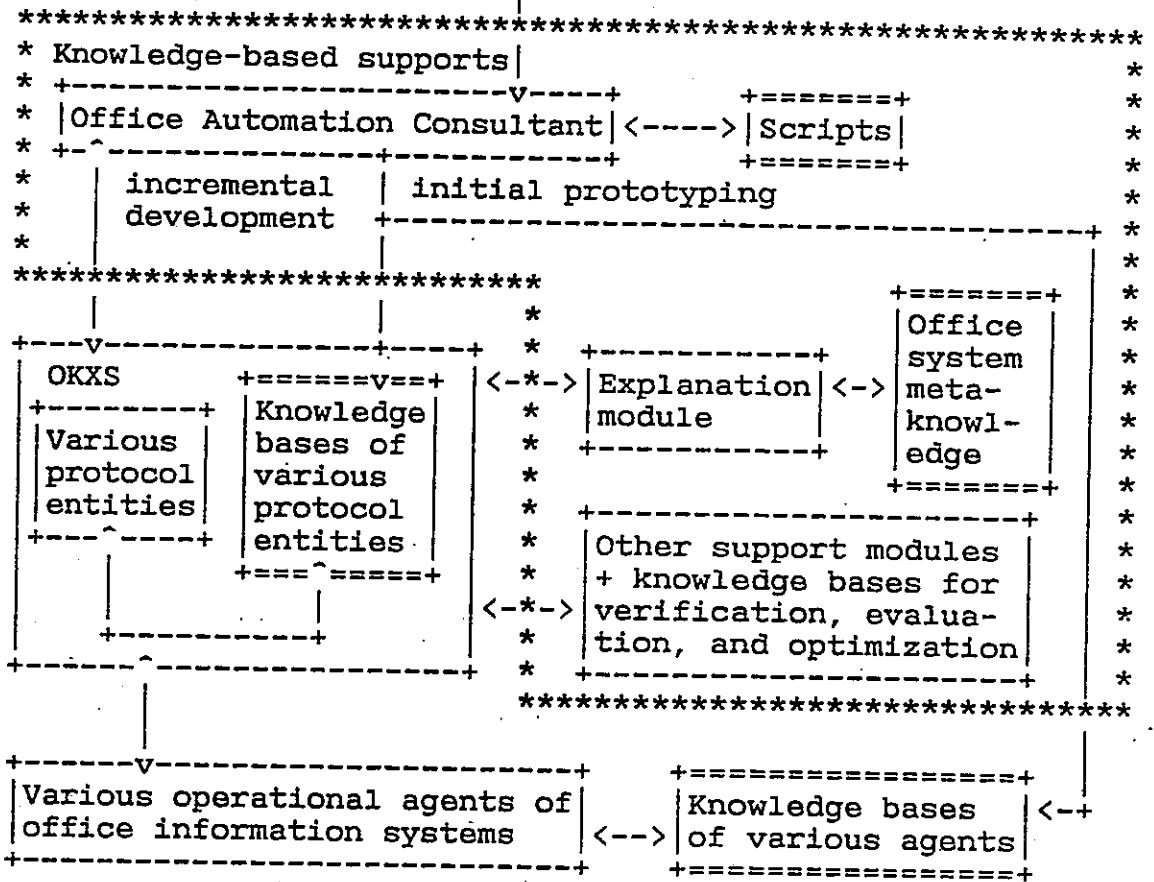 Knowledge-based supports
Office Automation Consultant
Scripts
incremental
development
initial prototyping
OKXS
Various
protocol
entities
Knowledge
bases of
various
protocol
entities
Explanation
module
Office
system
meta-
knowl-
edge
Other support modules
+ knowledge bases for
verification, evalua-
tion, and optimization
Various operational agents of
office information systems
Knowledge bases
of various agents